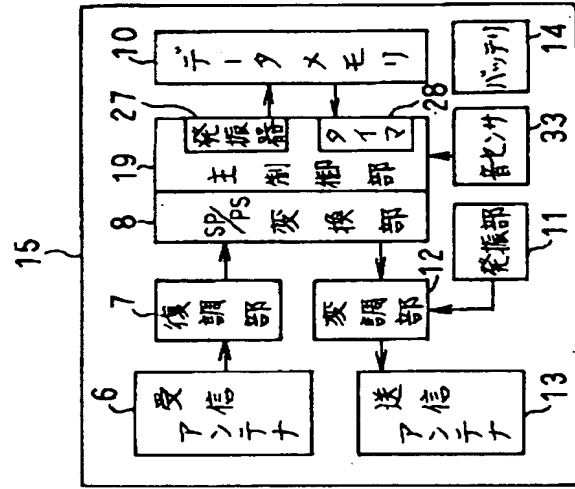 15
6
受信
アンテナ
7
復調部
8
SP/PS
変換部
19
主制御部
27
発振器
10
データメモリ
28
タイマ
13
送信
アンテナ
12
変調部
11
発振部
33
音センサ
14
バッテリ